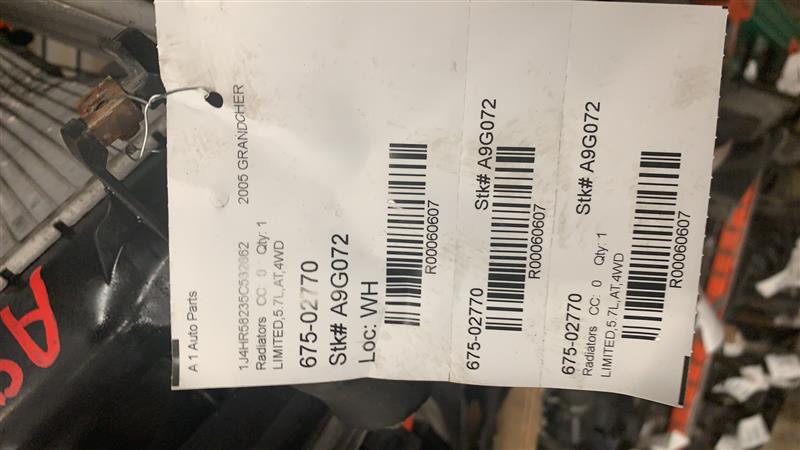 A 1 Auto Parts
1J4HR58235C532862 2005 GRANDCHER
Radiators CC: 0 Qty: 1
LIMITED,5.7L,AT,4WD
675-02770
Stk# A9G072
Loc: WH
R00060607
675-02770 Stk# A9G072
R00060607
675-02770 Stk# A9G072
Radiators CC: 0 Qty: 1
LIMITED,5.7L,AT,4WD
R00060607